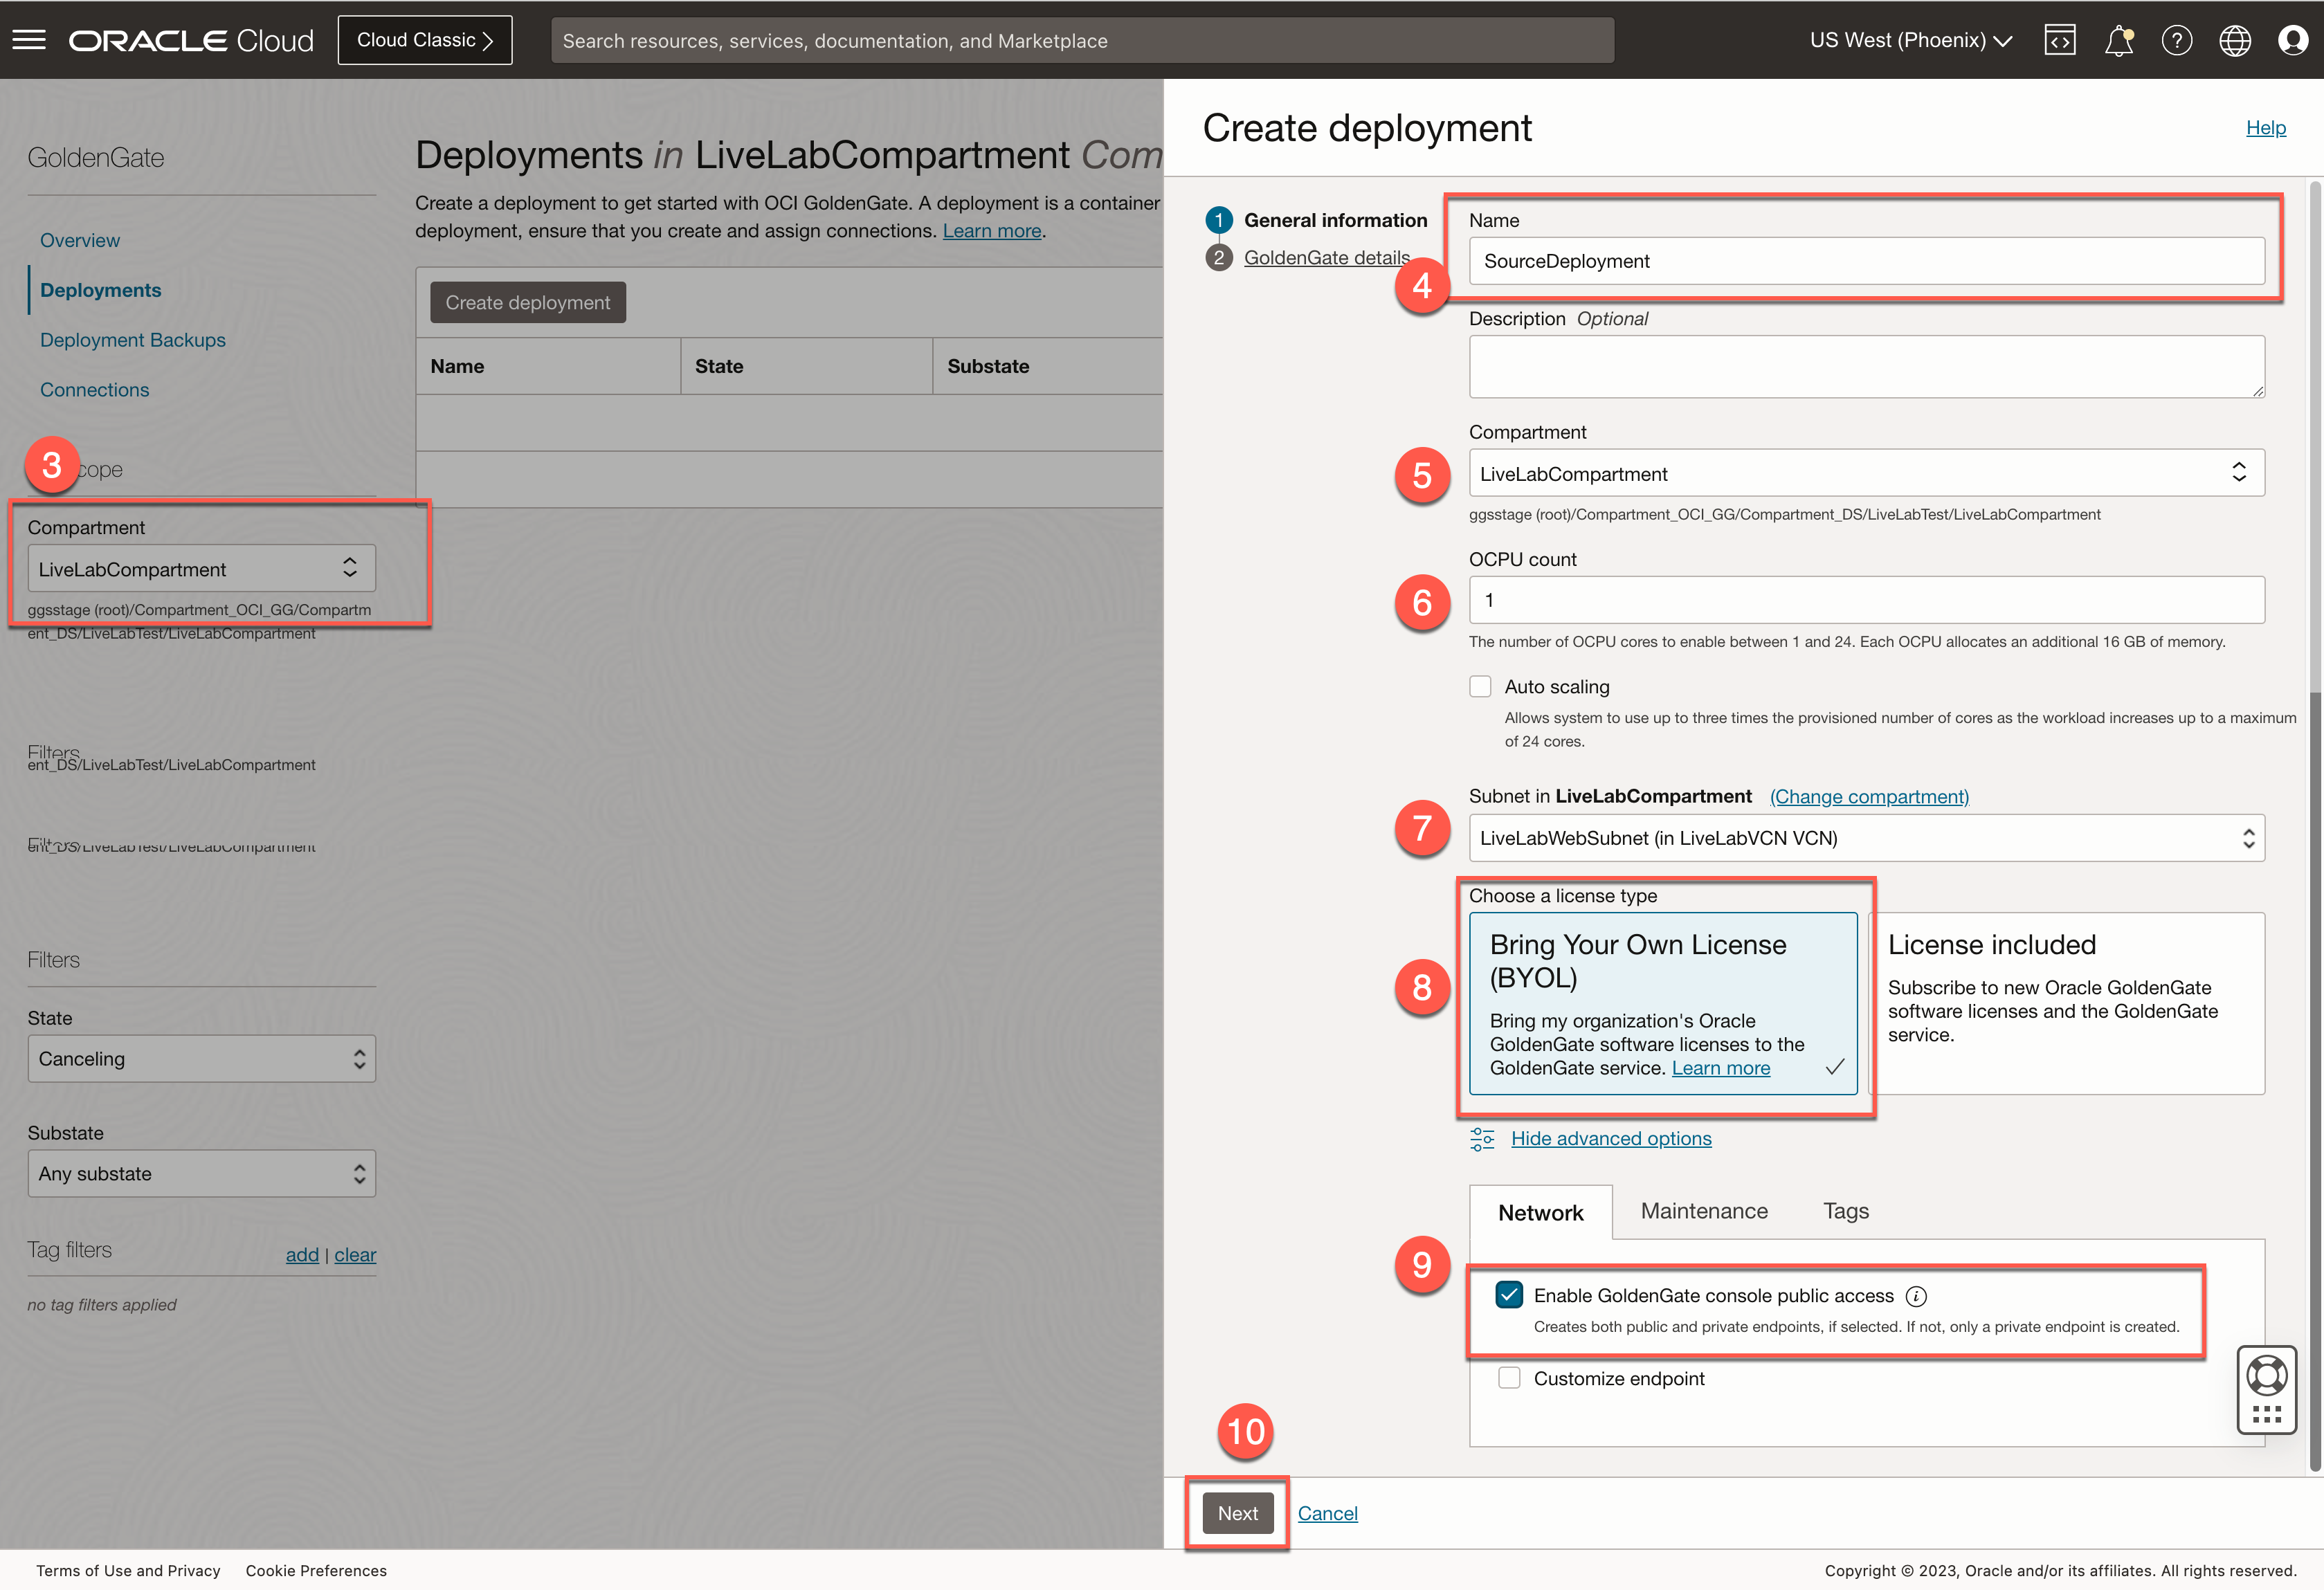 ORACLE Cloud
Cloud Classic
Search resources, services, documentation, and Marketplace
US West (Phoenix)
GoldenGate
Overview
Deployments
Deployment Backups
Connections
3
cope
Compartment
LiveLabCompartment
ggsstage (root)/Compartment_OCI_GG/Compartm
ent_DS/LiveLabTest/LiveLabCompartment
Filters
ent_DS/LiveLabTest/LiveLabCompartment
Filters
ent_DS/LiveLabTest/LiveLabCompartment
Filters
State
Canceling
Substate
Any substate
Tag filters
add | clear
no tag filters applied
Deployments in LiveLabCompartment Com
Create a deployment to get started with OCI GoldenGate. A deployment is a container
deployment, ensure that you create and assign connections. Learn more.
Create deployment
Name State Substate
Create deployment
Help
1 General information
2 GoldenGate details
4
Name
SourceDeployment
Description Optional
Compartment
5
LiveLabCompartment
ggsstage (root)/Compartment_OCI_GG/Compartment_DS/LiveLabTest/LiveLabCompartment
OCPU count
6
1
The number of OCPU cores to enable between 1 and 24. Each OCPU allocates an additional 16 GB of memory.
Auto scaling
Allows system to use up to three times the provisioned number of cores as the workload increases up to a maximum
of 24 cores.
Subnet in LiveLabCompartment (Change compartment)
7
LiveLabWebSubnet (in LiveLabVCN VCN)
Choose a license type
8
Bring Your Own License
(BYOL)
Bring my organization's Oracle
GoldenGate software licenses to the
GoldenGate service. Learn more
License included
Subscribe to new Oracle GoldenGate
software licenses and the GoldenGate
service.
Hide advanced options
Network Maintenance Tags
9
Enable GoldenGate console public access
Creates both public and private endpoints, if selected. If not, only a private endpoint is created.
Customize endpoint
10
Next Cancel
Terms of Use and Privacy Cookie Preferences
Copyright © 2023, Oracle and/or its affiliates. All rights reserved.